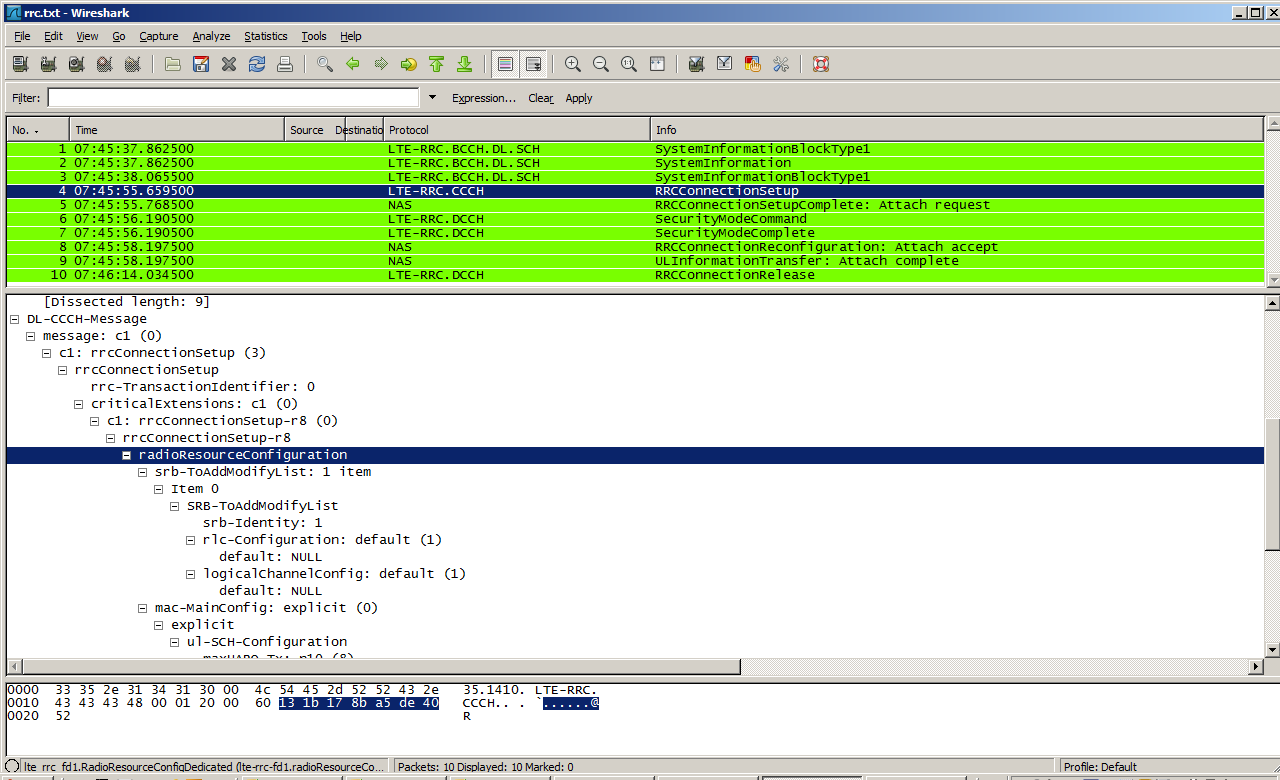 rrc.txt - Wireshark
File Edit View Go Capture Analyze Statistics Tools Help
Filter: Expression... Clear Apply
No. Time Source Destinatio Protocol Info
1 07:45:37.862500 LTE-RRC.BCCH.DL.SCH SystemInformationBlockType1
2 07:45:37.862500 LTE-RRC.BCCH.DL.SCH SystemInformation
3 07:45:38.065500 LTE-RRC.BCCH.DL.SCH SystemInformationBlockType1
4 07:45:55.659500 LTE-RRC.CCCH RRCConnectionSetup
5 07:45:55.768500 NAS RRCConnectionSetupComplete: Attach request
6 07:45:56.190500 LTE-RRC.DCCH SecurityModeCommand
7 07:45:56.190500 LTE-RRC.DCCH SecurityModeComplete
8 07:45:58.197500 NAS RRCConnectionReconfiguration: Attach accept
9 07:45:58.197500 NAS ULInformationTransfer: Attach complete
10 07:46:14.034500 LTE-RRC.DCCH RRCConnectionRelease
[Dissected length: 9]
DL-CCCH-Message
message: c1 (0)
c1: rrcConnectionSetup (3)
rrcConnectionSetup
rrc-TransactionIdentifier: 0
criticalExtensions: c1 (0)
c1: rrcConnectionSetup-r8 (0)
rrcConnectionSetup-r8
radioResourceConfiguration
srb-ToAddModifyList: 1 item
Item 0
SRB-ToAddModifyList
srb-Identity: 1
rlc-Configuration: default (1)
default: NULL
logicalChannelConfig: default (1)
default: NULL
mac-MainConfig: explicit (0)
explicit
ul-SCH-Configuration
maxHARQ-Tx: n10 (8)
0000 33 35 2e 31 34 31 30 00 4c 54 45 2d 52 52 43 2e 35.1410. LTE-RRC.
0010 43 43 43 48 00 01 20 00 60 13 1b 17 8b a5 de 40 CCCH.. . `......@
0020 52 R
lte_rrc_fd1.RadioResourceConfigDedicated (lte-rrc-fd1.radioResourceCo... Packets: 10 Displayed: 10 Marked: 0 Profile: Default